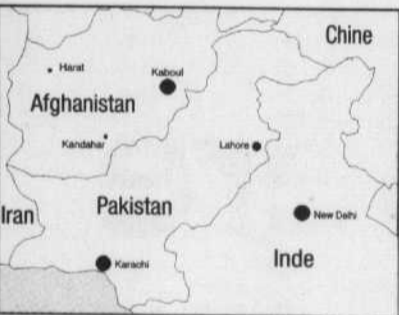 Chine
Harat
Kaboul
Afghanistan
Kandahar
Lahore
Iran
Pakistan
New Delhi
Karachi
Inde